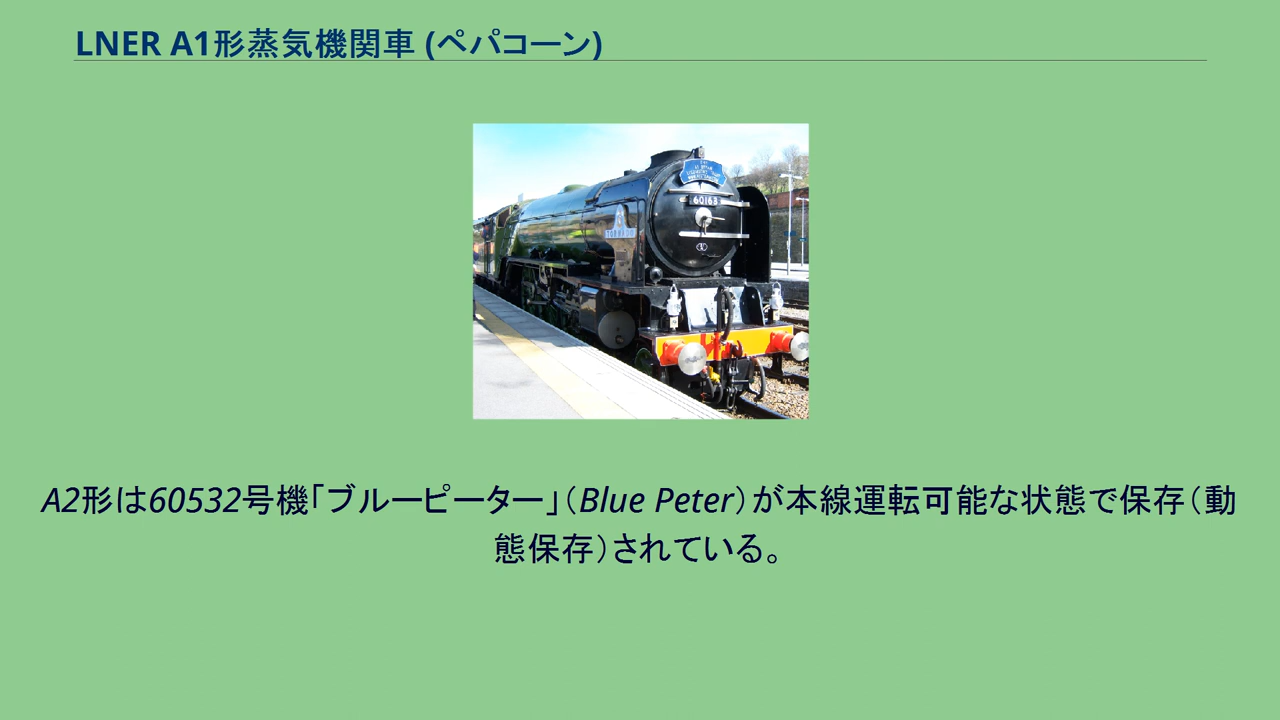 LNER A1形蒸気機関車 (ペパコーン)
60163
TORNADO
A2形は60532号機「ブルーピーター」（Blue Peter）が本線運転可能な状態で保存（動
態保存）されている。